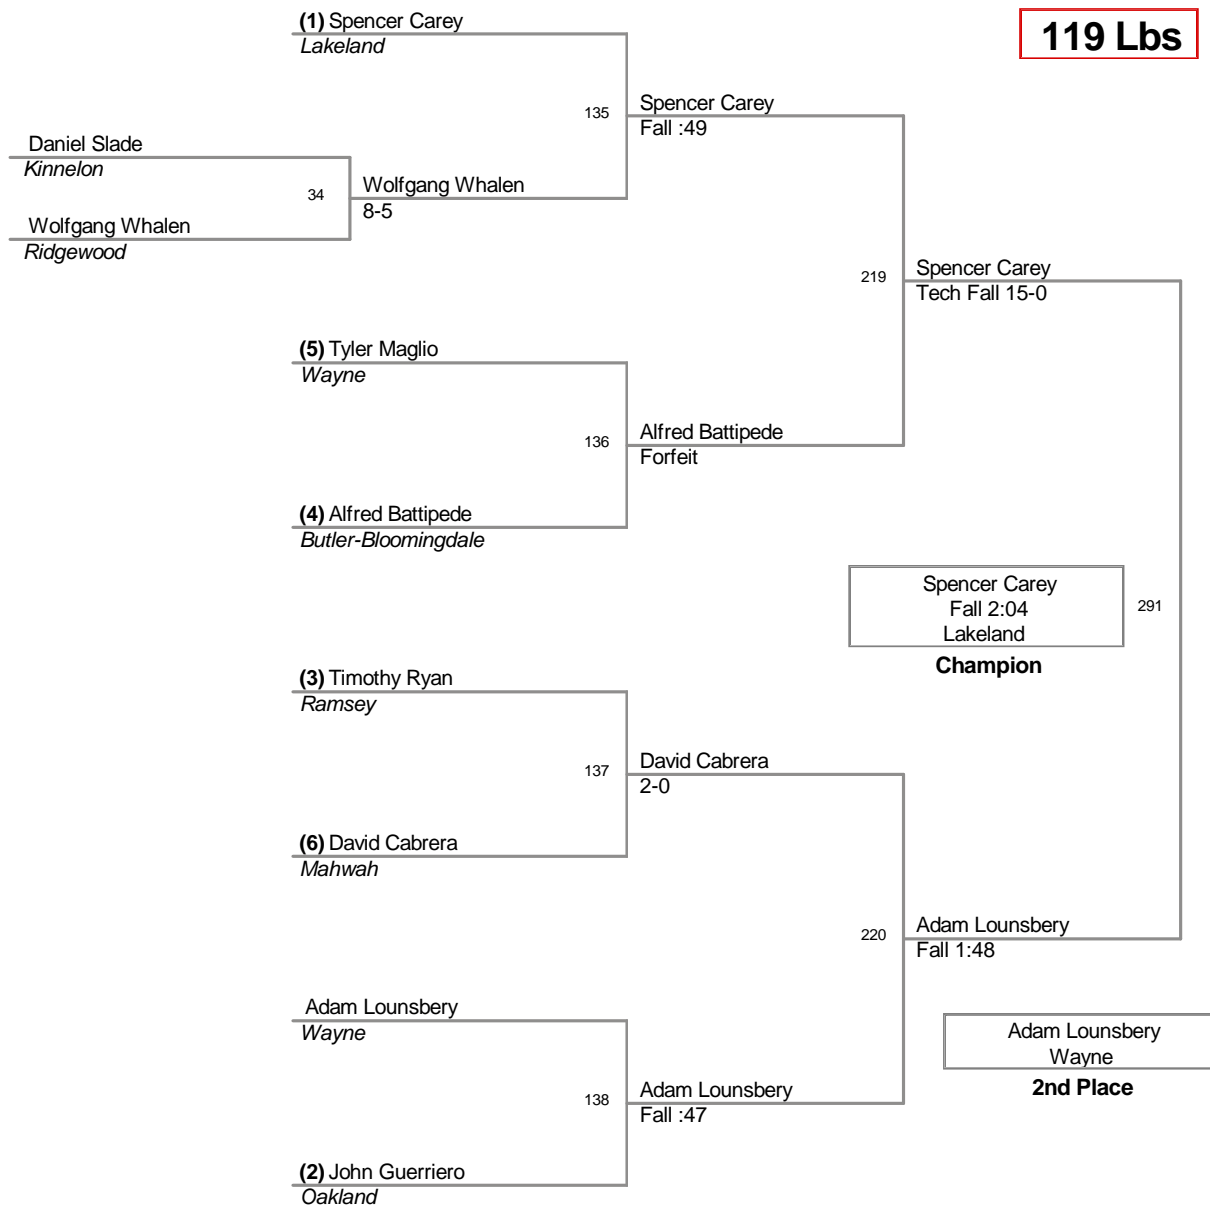 (1) Spencer Carey
Lakeland
119 Lbs
135
Spencer Carey
Fall :49
Daniel Slade
Kinnelon
34
Wolfgang Whalen
8-5
Wolfgang Whalen
Ridgewood
219
Spencer Carey
Tech Fall 15-0
(5) Tyler Maglio
Wayne
136
Alfred Battipede
Forfeit
(4) Alfred Battipede
Butler-Bloomingdale
Spencer Carey
Fall 2:04
Lakeland
Champion
291
(3) Timothy Ryan
Ramsey
137
David Cabrera
2-0
(6) David Cabrera
Mahwah
220
Adam Lounsbery
Fall 1:48
Adam Lounsbery
Wayne
Adam Lounsbery
Wayne
2nd Place
138
Adam Lounsbery
Fall :47
(2) John Guerriero
Oakland